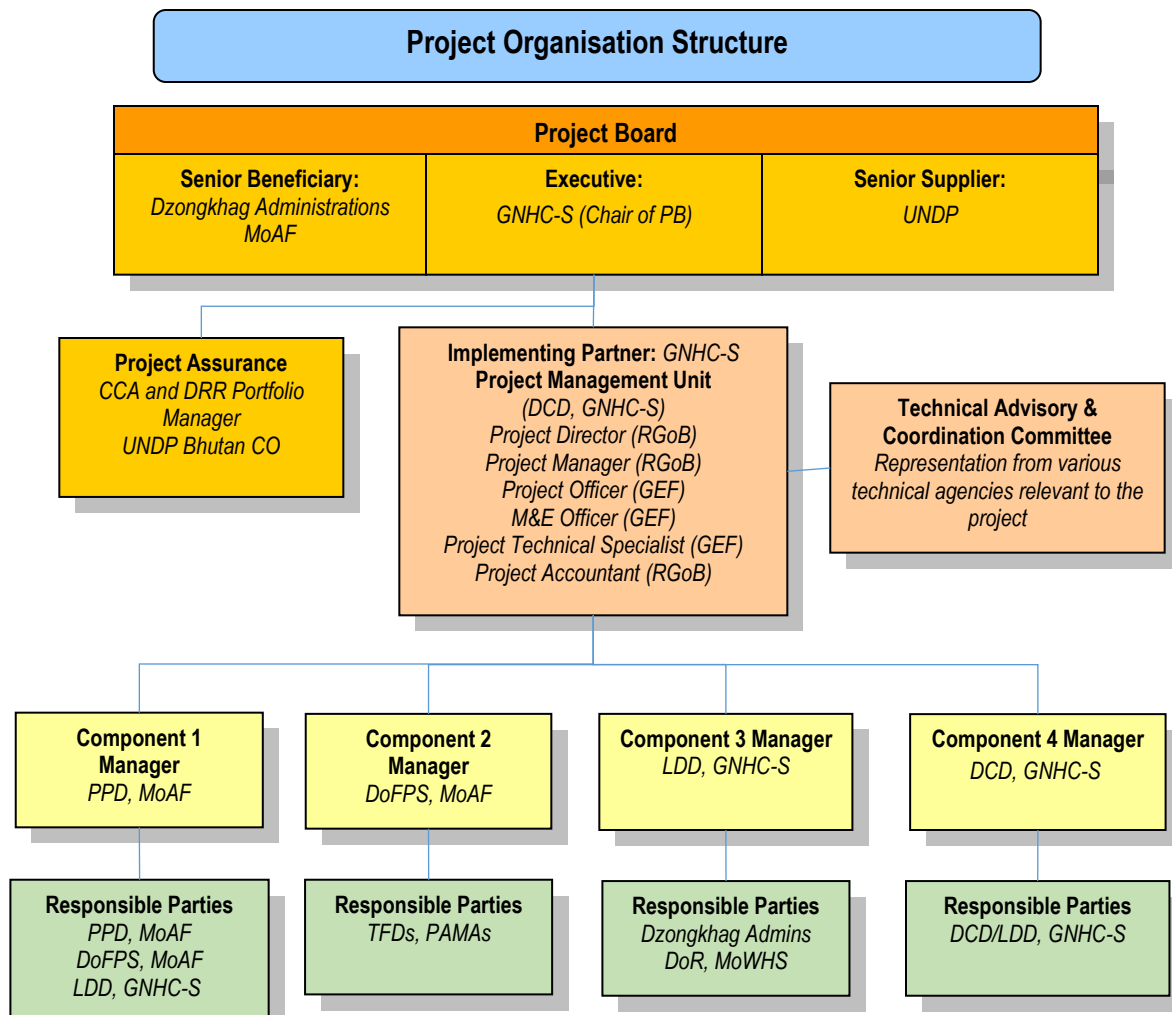 Project Organisation Structure
Project Board
Senior Beneficiary:
Dzongkhag Administrations
MoAF
Executive:
GNHC-S (Chair of PB)
Senior Supplier:
UNDP
Project Assurance
CCA and DRR Portfolio
Manager
UNDP Bhutan CO
Implementing Partner: GNHC-S
Project Management Unit
(DCD, GNHC-S)
Project Director (RGoB)
Project Manager (RGoB)
Project Officer (GEF)
M&E Officer (GEF)
Project Technical Specialist (GEF)
Project Accountant (RGoB)
Technical Advisory &
Coordination Committee
Representation from various
technical agencies relevant to the
project
Component 1
Manager
PPD, MoAF
Component 2
Manager
DoFPS, MoAF
Component 3 Manager
LDD, GNHC-S
Component 4 Manager
DCD, GNHC-S
Responsible Parties
PPD, MoAF
DoFPS, MoAF
LDD, GNHC-S
Responsible Parties
TFDs, PAMAs
Responsible Parties
Dzongkhag Admins
DoR, MoWHS
Responsible Parties
DCD/LDD, GNHC-S